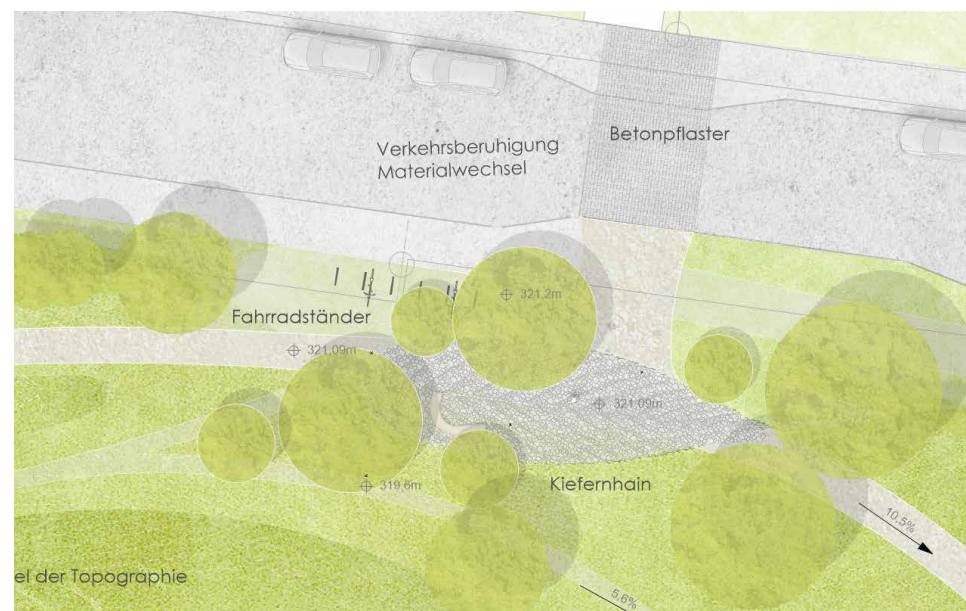 Verkehrsberuhigung
Materialwechsel
Betonpflaster
321,2m
Fahrradständer
321,09m
321,09m
319,6m
Kiefernhain
10,5%
el der Topographie
5,6%